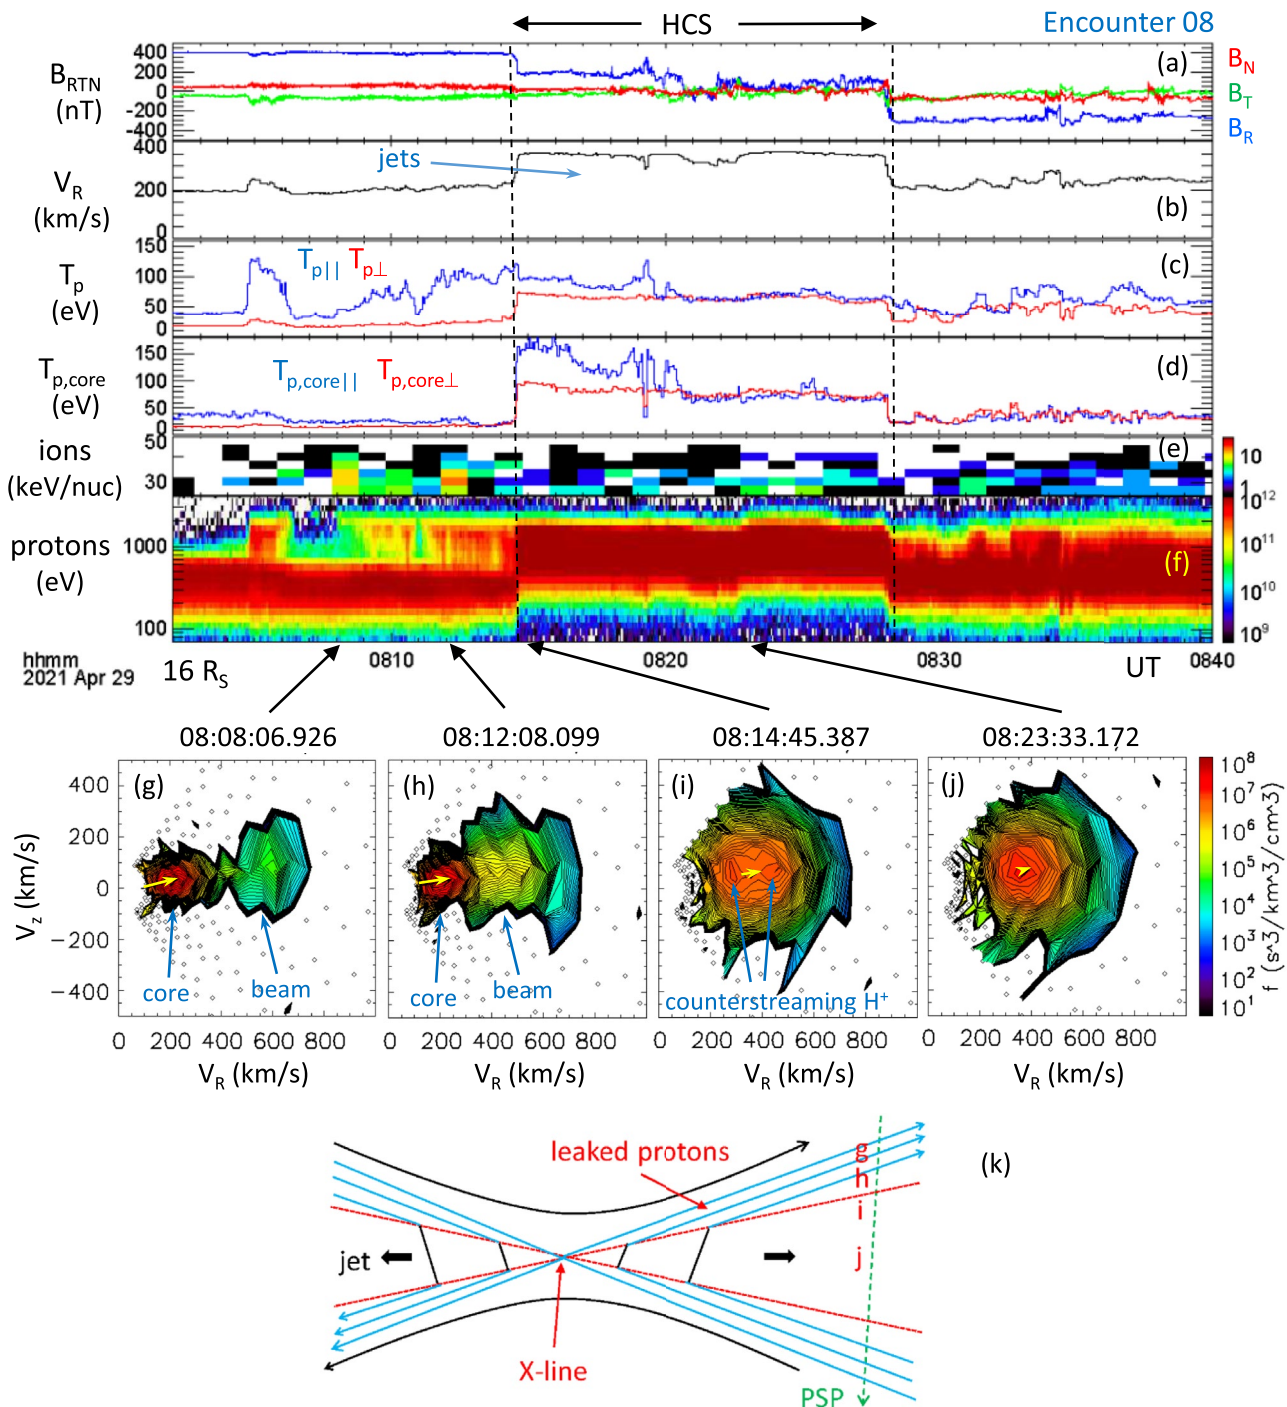 HCS
Encounter 08
B_RTN
(nT)
400
200
0
-200
-400
(a)
B_N
B_T
B_R
V_R
(km/s)
400
200
0
jets
(b)
T_p
(eV)
150
100
50
0
T_p|| T_p⊥
(c)
T_p,core
(eV)
150
100
50
0
T_p,core|| T_p,core⊥
(d)
ions
(keV/nuc)
50
30
(e)
10
1
protons
(eV)
1000
100
(f)
10^12
10^11
10^10
10^9
hhmm
2021 Apr 29
16 R_S
0810
0820
0830
UT
0840
08:08:06.926
08:12:08.099
08:14:45.387
08:23:33.172
V_Z (km/s)
400
200
0
−200
−400
(g)
core
beam
(h)
core
beam
(i)
counterstreaming H⁺
(j)
10^8
10^7
10^6
10^5
10^4
10^3
10^2
10^1
f (s^3/km^3/cm^3)
0 200 400 600 800
0 200 400 600 800
0 200 400 600 800
0 200 400 600 800
V_R (km/s)
V_R (km/s)
V_R (km/s)
V_R (km/s)
leaked protons
g
h
i
j
(k)
jet
X-line
PSP